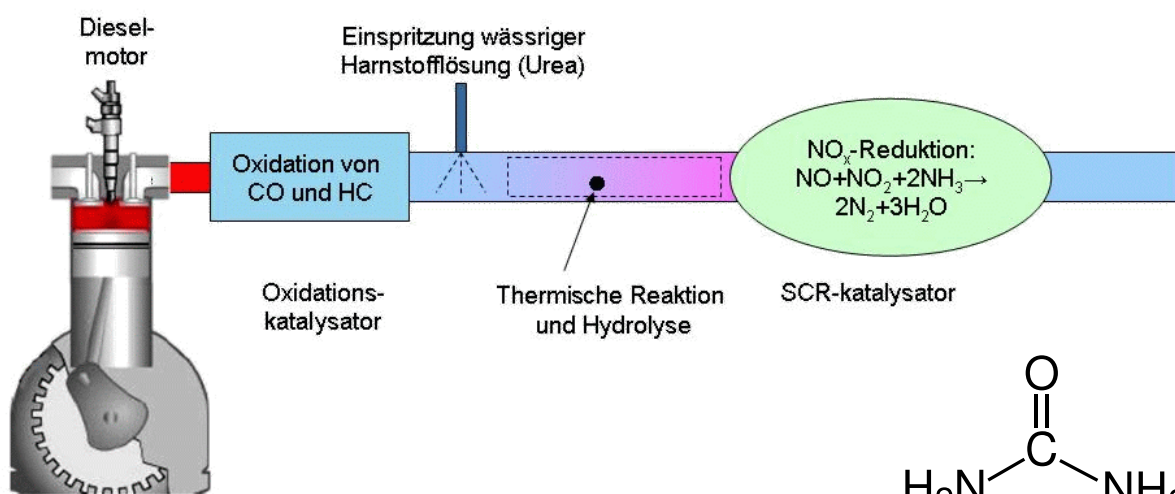 Diesel-
motor
Einspritzung wässriger
Harnstofflösung (Urea)
Oxidation von
CO und HC
NOₓ-Reduktion:
NO+NO₂+2NH₃→
2N₂+3H₂O
Oxidations-
katalysator
Thermische Reaktion
und Hydrolyse
SCR-katalysator
O
C
H₂N
NH₂